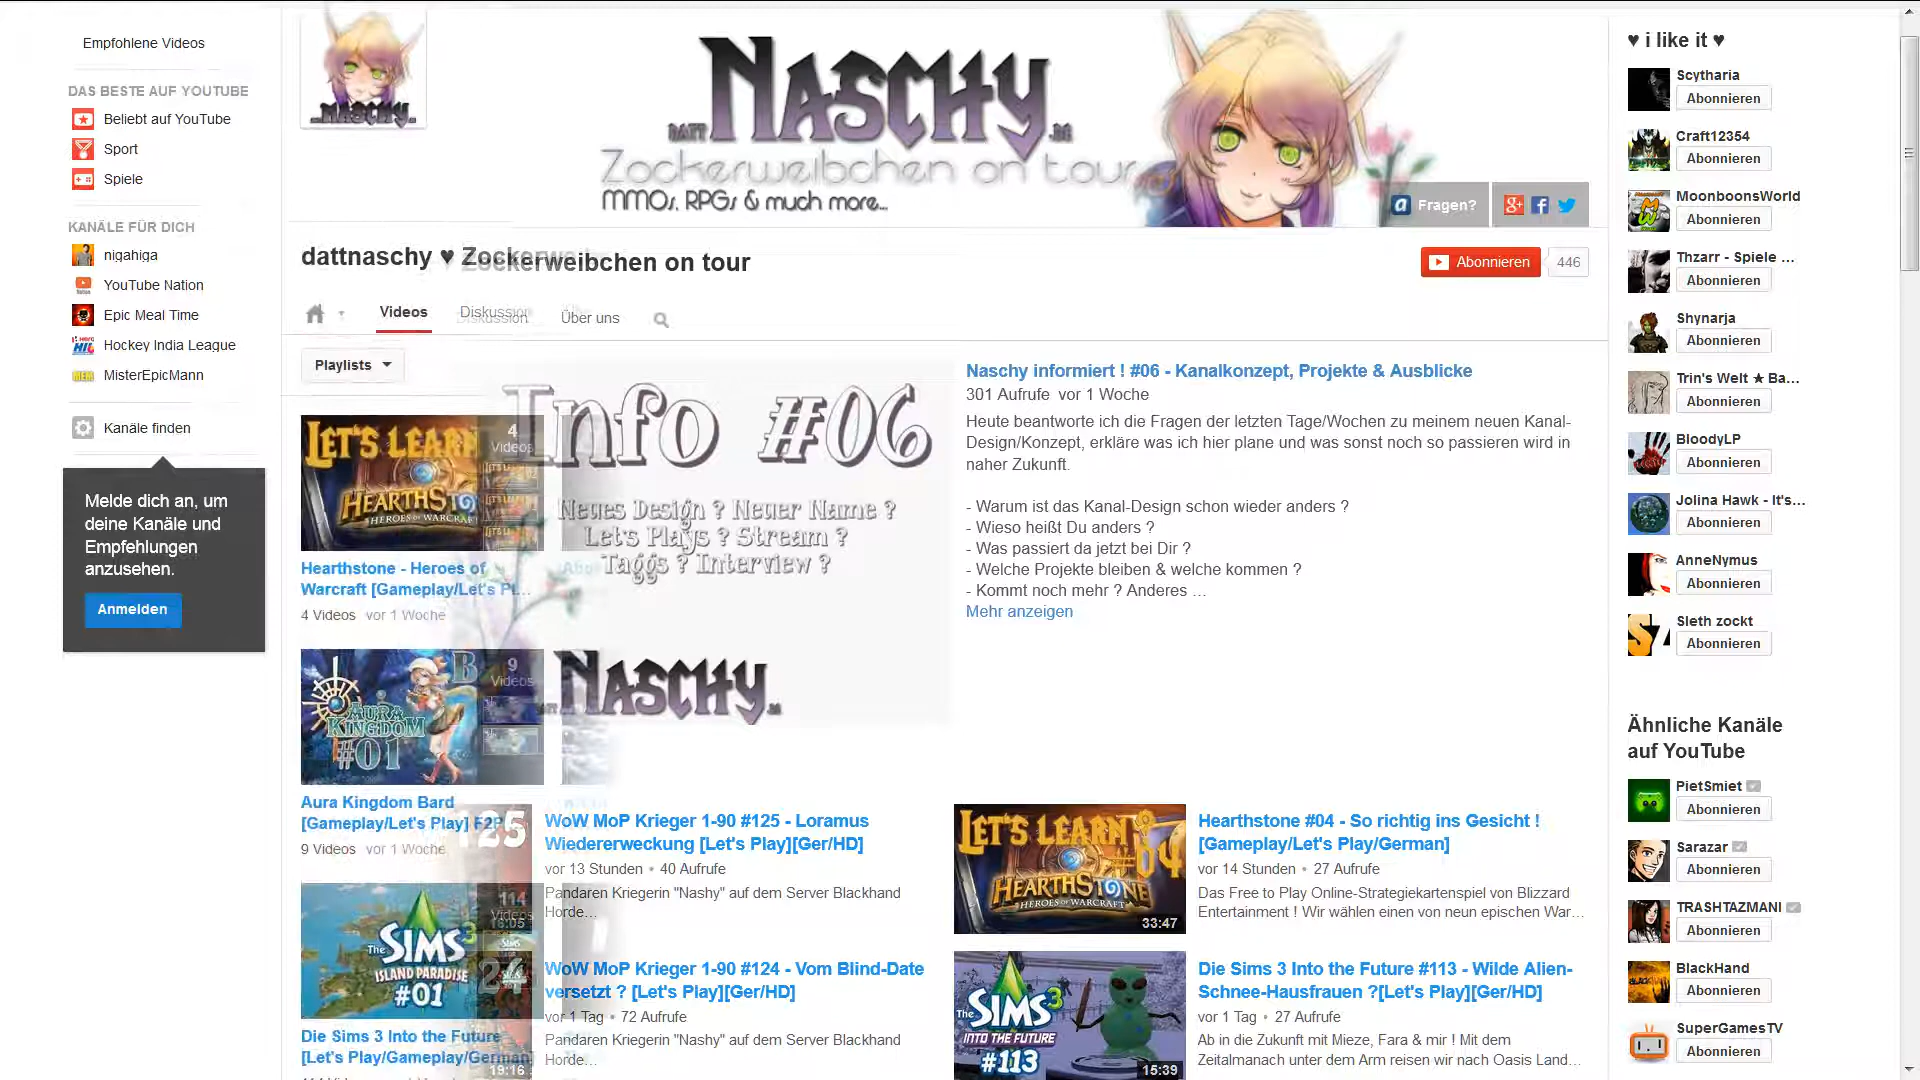 Empfohlene Videos
DAS BESTE AUF YOUTUBE
Beliebt auf YouTube
Sport
Spiele
KANÄLE FÜR DICH
nigahiga
YouTube Nation
Epic Meal Time
Hockey India League
MisterEpicMann
Kanäle finden
Melde dich an, um
deine Kanäle und
Empfehlungen
anzusehen.
Anmelden
NASCHY
DATT NASCHY.DE
Zockerweibchen on tour
MMOs, RPGs & much more...
Fragen?
dattnaschy ♥ Zockerweibchen on tour
Abonnieren 446
Videos Diskussion Über uns
Playlists
LET'S LEARN
HEARTHSTONE
HEROES OF WARCRAFT
4
Videos
Hearthstone - Heroes of
Warcraft [Gameplay/Let's Pl...
4 Videos vor 1 Woche
AURA
KINGDOM
#01
9
Videos
Aura Kingdom Bard
[Gameplay/Let's Play] F2P
9 Videos vor 1 Woche
THE SIMS 3
ISLAND PARADISE
#01
114
Videos
Die Sims 3 Into the Future
[Let's Play/Gameplay/German]
Info #06
Neues Design ? Neuer Name ?
Let's Plays ? Stream ?
Taggs ? Interview ?
NASCHY
Naschy informiert ! #06 - Kanalkonzept, Projekte & Ausblicke
301 Aufrufe vor 1 Woche
Heute beantworte ich die Fragen der letzten Tage/Wochen zu meinem neuen Kanal-
Design/Konzept, erkläre was ich hier plane und was sonst noch so passieren wird in
naher Zukunft.
- Warum ist das Kanal-Design schon wieder anders ?
- Wieso heißt Du anders ?
- Was passiert da jetzt bei Dir ?
- Welche Projekte bleiben & welche kommen ?
- Kommt noch mehr ? Anderes ...
Mehr anzeigen
125
18:05
WoW MoP Krieger 1-90 #125 - Loramus
Wiedererweckung [Let's Play][Ger/HD]
vor 13 Stunden • 40 Aufrufe
Pandaren Kriegerin "Nashy" auf dem Server Blackhand
Horde...
24
19:16
WoW MoP Krieger 1-90 #124 - Vom Blind-Date
versetzt ? [Let's Play][Ger/HD]
vor 1 Tag • 72 Aufrufe
Pandaren Kriegerin "Nashy" auf dem Server Blackhand
Horde...
LET'S LEARN
#04
HEARTHSTONE
HEROES OF WARCRAFT
33:47
Hearthstone #04 - So richtig ins Gesicht !
[Gameplay/Let's Play/German]
vor 14 Stunden • 27 Aufrufe
Das Free to Play Online-Strategiekartenspiel von Blizzard
Entertainment ! Wir wählen einen von neun epischen War...
THE SIMS 3
INTO THE FUTURE
#113
15:39
Die Sims 3 Into the Future #113 - Wilde Alien-
Schnee-Hausfrauen ?[Let's Play][Ger/HD]
vor 1 Tag • 27 Aufrufe
Ab in die Zukunft mit Mieze, Fara & mir ! Mit dem
Zeitalmanach unter dem Arm reisen wir nach Oasis Land...
♥ i like it ♥
Scytharia
Abonnieren
Craft12354
Abonnieren
MoonboonsWorld
Abonnieren
Thzarr - Spiele ...
Abonnieren
Shynarja
Abonnieren
Trin's Welt ★ Ba...
Abonnieren
BloodyLP
Abonnieren
Jolina Hawk - It's...
Abonnieren
AnneNymus
Abonnieren
Sleth zockt
Abonnieren
Ähnliche Kanäle
auf YouTube
PietSmiet
Abonnieren
Sarazar
Abonnieren
TRASHTAZMANI
Abonnieren
BlackHand
Abonnieren
SuperGamesTV
Abonnieren